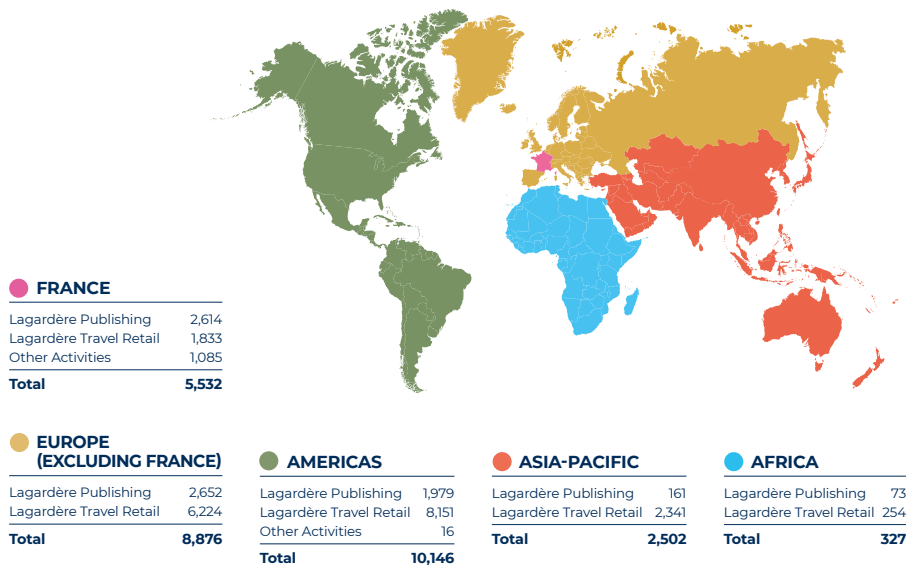 FRANCE
Lagardère Publishing 2,614
Lagardère Travel Retail 1,833
Other Activities 1,085
Total 5,532
EUROPE
(EXCLUDING FRANCE)
Lagardère Publishing 2,652
Lagardère Travel Retail 6,224
Total 8,876
AMERICAS
Lagardère Publishing 1,979
Lagardère Travel Retail 8,151
Other Activities 16
Total 10,146
ASIA-PACIFIC
Lagardère Publishing 161
Lagardère Travel Retail 2,341
Total 2,502
AFRICA
Lagardère Publishing 73
Lagardère Travel Retail 254
Total 327